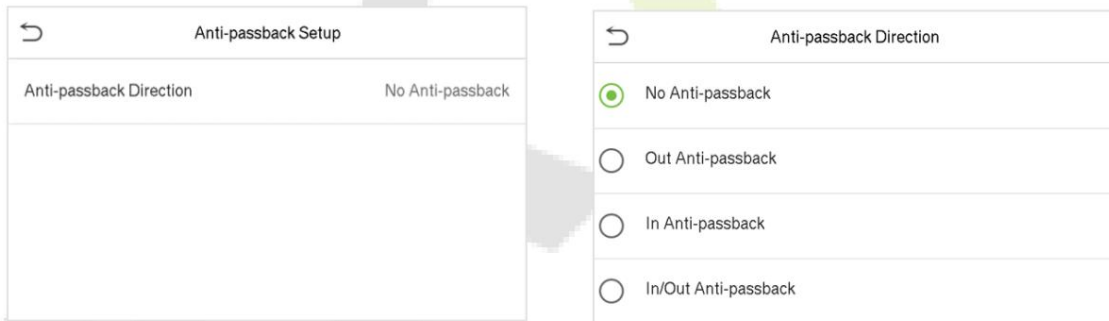 Anti-passback Setup
Anti-passback Direction No Anti-passback
Anti-passback Direction
No Anti-passback
Out Anti-passback
In Anti-passback
In/Out Anti-passback